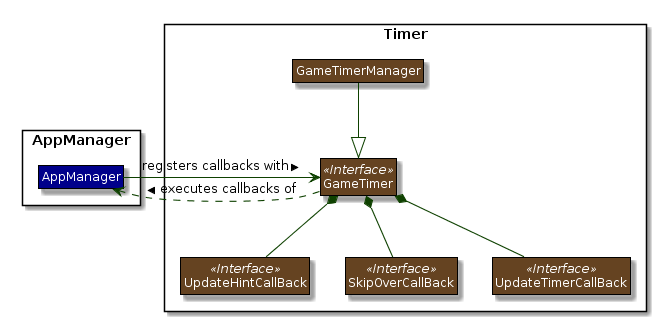 Timer
GameTimerManager
AppManager
AppManager
registers callbacks with ▶
◀ executes callbacks of
«Interface»
GameTimer
«Interface»
UpdateHintCallBack
«Interface»
SkipOverCallBack
«Interface»
UpdateTimerCallBack